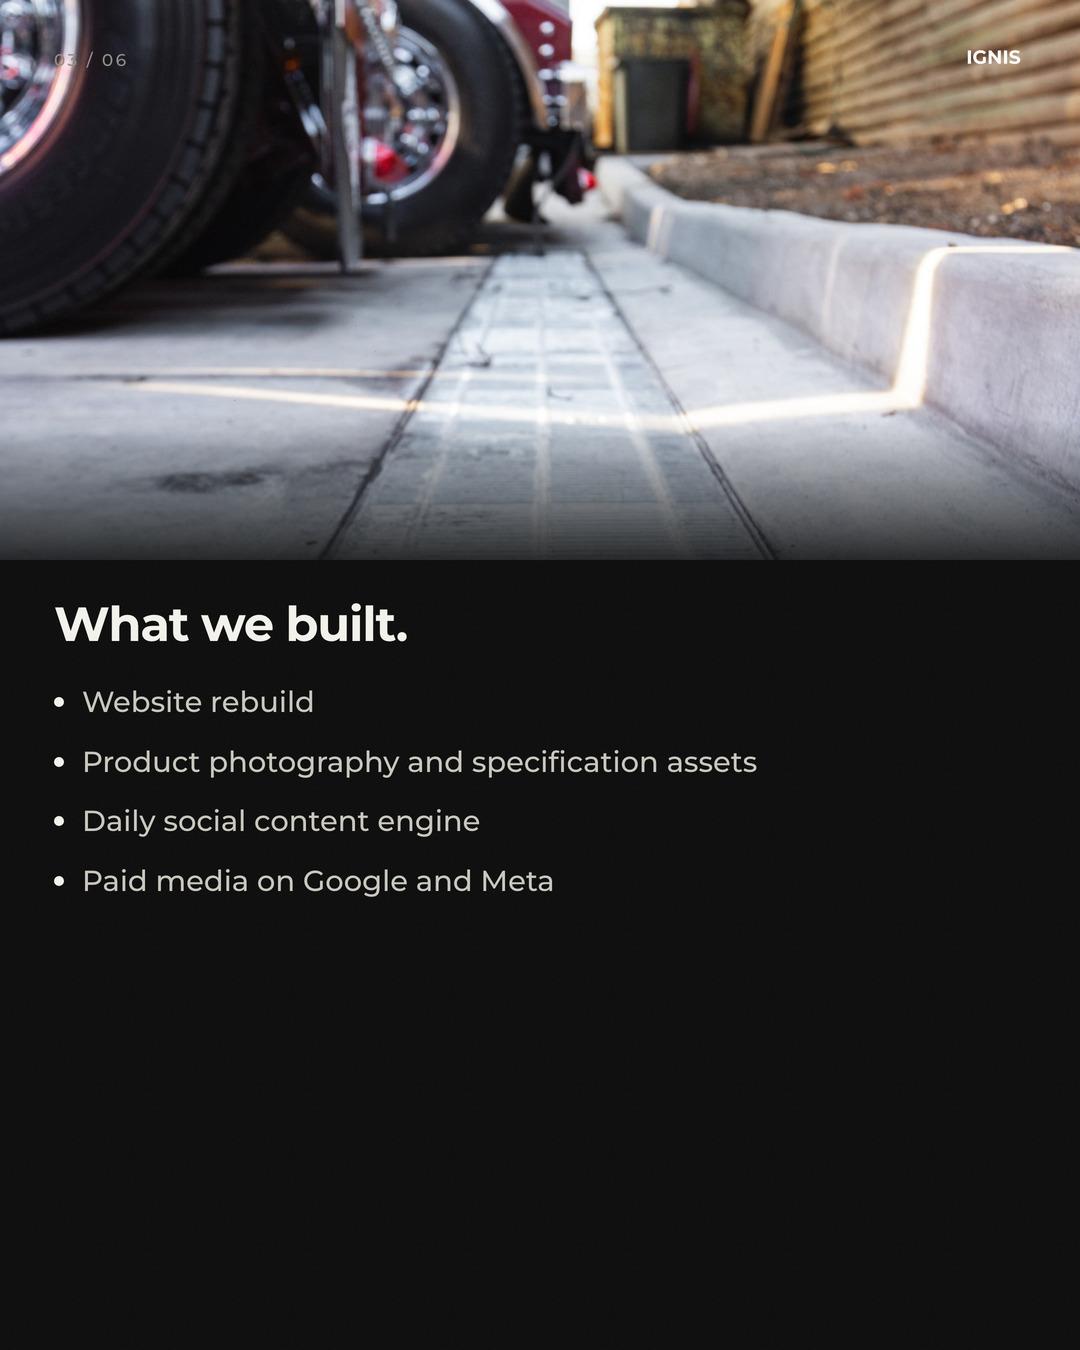 03 / 06
IGNIS
What we built.
• Website rebuild
• Product photography and specification assets
• Daily social content engine
• Paid media on Google and Meta